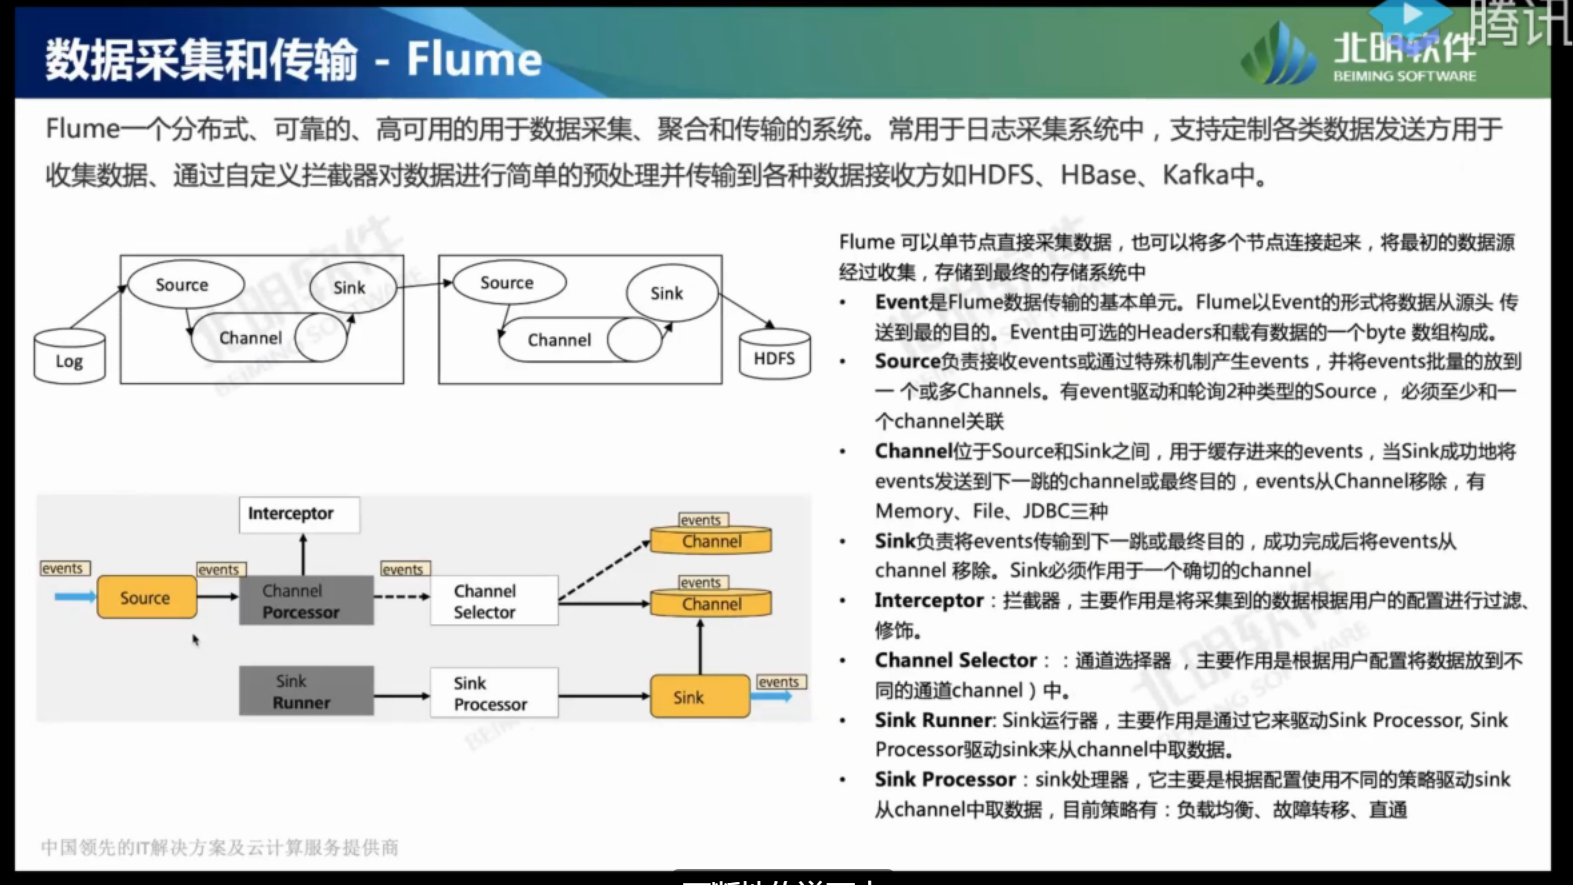 数据采集和传输 - Flume
北明软件
BEIMING SOFTWARE
腾讯
Flume一个分布式、可靠的、高可用的用于数据采集、聚合和传输的系统。常用于日志采集系统中，支持定制各类数据发送方用于
收集数据、通过自定义拦截器对数据进行简单的预处理并传输到各种数据接收方如HDFS、HBase、Kafka中。
Log
Source
Channel
Sink
Source
Channel
Sink
HDFS
events
Source
events
Interceptor
Channel
Porcessor
events
Channel
Selector
events
Channel
events
Channel
Sink
Runner
Sink
Processor
Sink
events
Flume 可以单节点直接采集数据，也可以将多个节点连接起来，将最初的数据源
经过收集，存储到最终的存储系统中
• Event是Flume数据传输的基本单元。Flume以Event的形式将数据从源头 传
送到最的目的，Event由可选的Headers和载有数据的一个byte 数组构成。
• Source负责接收events或通过特殊机制产生events，并将events批量的放到
一 个或多Channels。有event驱动和轮询2种类型的Source， 必须至少和一
个channel关联
• Channel位于Source和Sink之间，用于缓存进来的events，当Sink成功地将
events发送到下一跳的channel或最终目的，events从Channel移除，有
Memory、File、JDBC三种
• Sink负责将events传输到下一跳或最终目的，成功完成后将events从
channel 移除。Sink必须作用于一个确切的channel
• Interceptor：拦截器，主要作用是将采集到的数据根据用户的配置进行过滤、
修饰。
• Channel Selector：：通道选择器 ，主要作用是根据用户配置将数据放到不
同的通道channel）中。
• Sink Runner: Sink运行器，主要作用是通过它来驱动Sink Processor, Sink
Processor驱动sink来从channel中取数据。
• Sink Processor：sink处理器，它主要是根据配置使用不同的策略驱动sink
从channel中取数据，目前策略有：负载均衡、故障转移、直通
中国领先的IT解决方案及云计算服务提供商